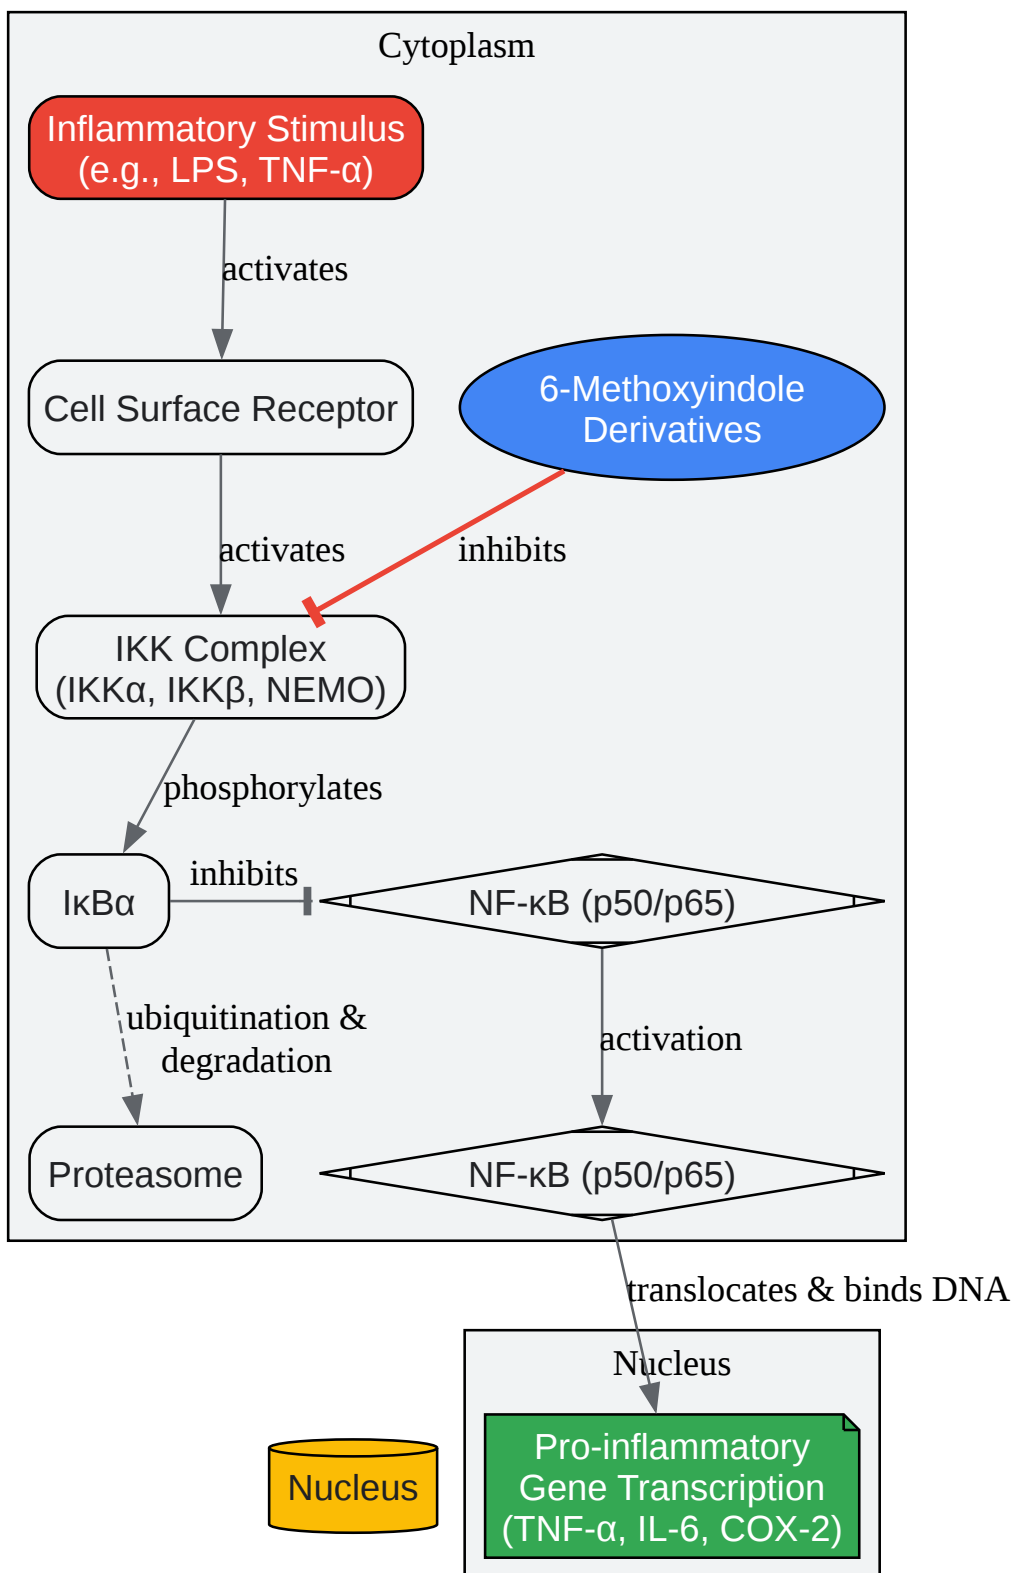 Cytoplasm
Inflammatory Stimulus
(e.g., LPS, TNF-α)
activates
Cell Surface Receptor
6-Methoxyindole
Derivatives
activates
inhibits
IKK Complex
(IKKα, IKKβ, NEMO)
phosphorylates
inhibits
IκBα
NF-κB (p50/p65)
ubiquitination &
degradation
activation
Proteasome
NF-κB (p50/p65)
translocates & binds DNA
Nucleus
Nucleus
Pro-inflammatory
Gene Transcription
(TNF-α, IL-6, COX-2)